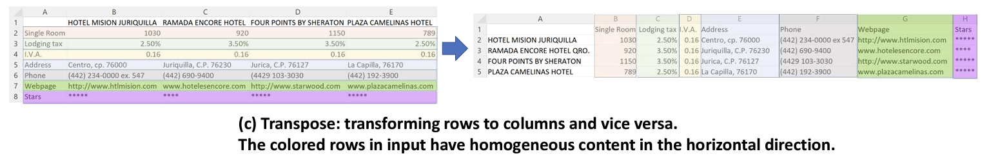 A B C D E
1 HOTEL MISION JURIQUILLA RAMADA ENCORE HOTEL FOUR POINTS BY SHERATON PLAZA CAMELINAS HOTEL
2 Single Room 1030 920 1150 789
3 Lodging tax 2.50% 3.50% 3.50% 2.50%
4 I.V.A. 0.16 0.16 0.16 0.16
5 Address Centro, cp. 76000 Juriquilla, C.P. 76230 Jurica, C.P. 76127 La Capilla, 76170
6 Phone (442) 234-0000 ex. 547 (442) 690-9400 (4429 103-3030 (442) 192-3900
7 Webpage http://www.htlmision.com www.hotelesencore.com http://www.starwood.com www.plazacamelinas.com
8 Stars ***** **** ***** *****
A B C D E F G H
1 Single Room Lodging tax I.V.A. Address Phone Webpage Stars
2 HOTEL MISION JURIQUILLA 1030 2.50% 0.16 Centro, cp. 76000 (442) 234-0000 ex 547 http://www.htlmision.com *****
3 RAMADA ENCORE HOTEL QRO. 920 3.50% 0.16 Juriquilla, C.P. 76230 (442) 690-9400 www.hotelesencore.com ****
4 FOUR POINTS BY SHERATON 1150 3.50% 0.16 Jurica, C.P. 76127 (4429 103-3030 http://www.starwood.com *****
5 PLAZA CAMELINAS HOTEL 789 2.50% 0.16 La Capilla, 76170 (442) 192-3900 www.plazacamelinas.com *****
(c) Transpose: transforming rows to columns and vice versa.
The colored rows in input have homogeneous content in the horizontal direction.